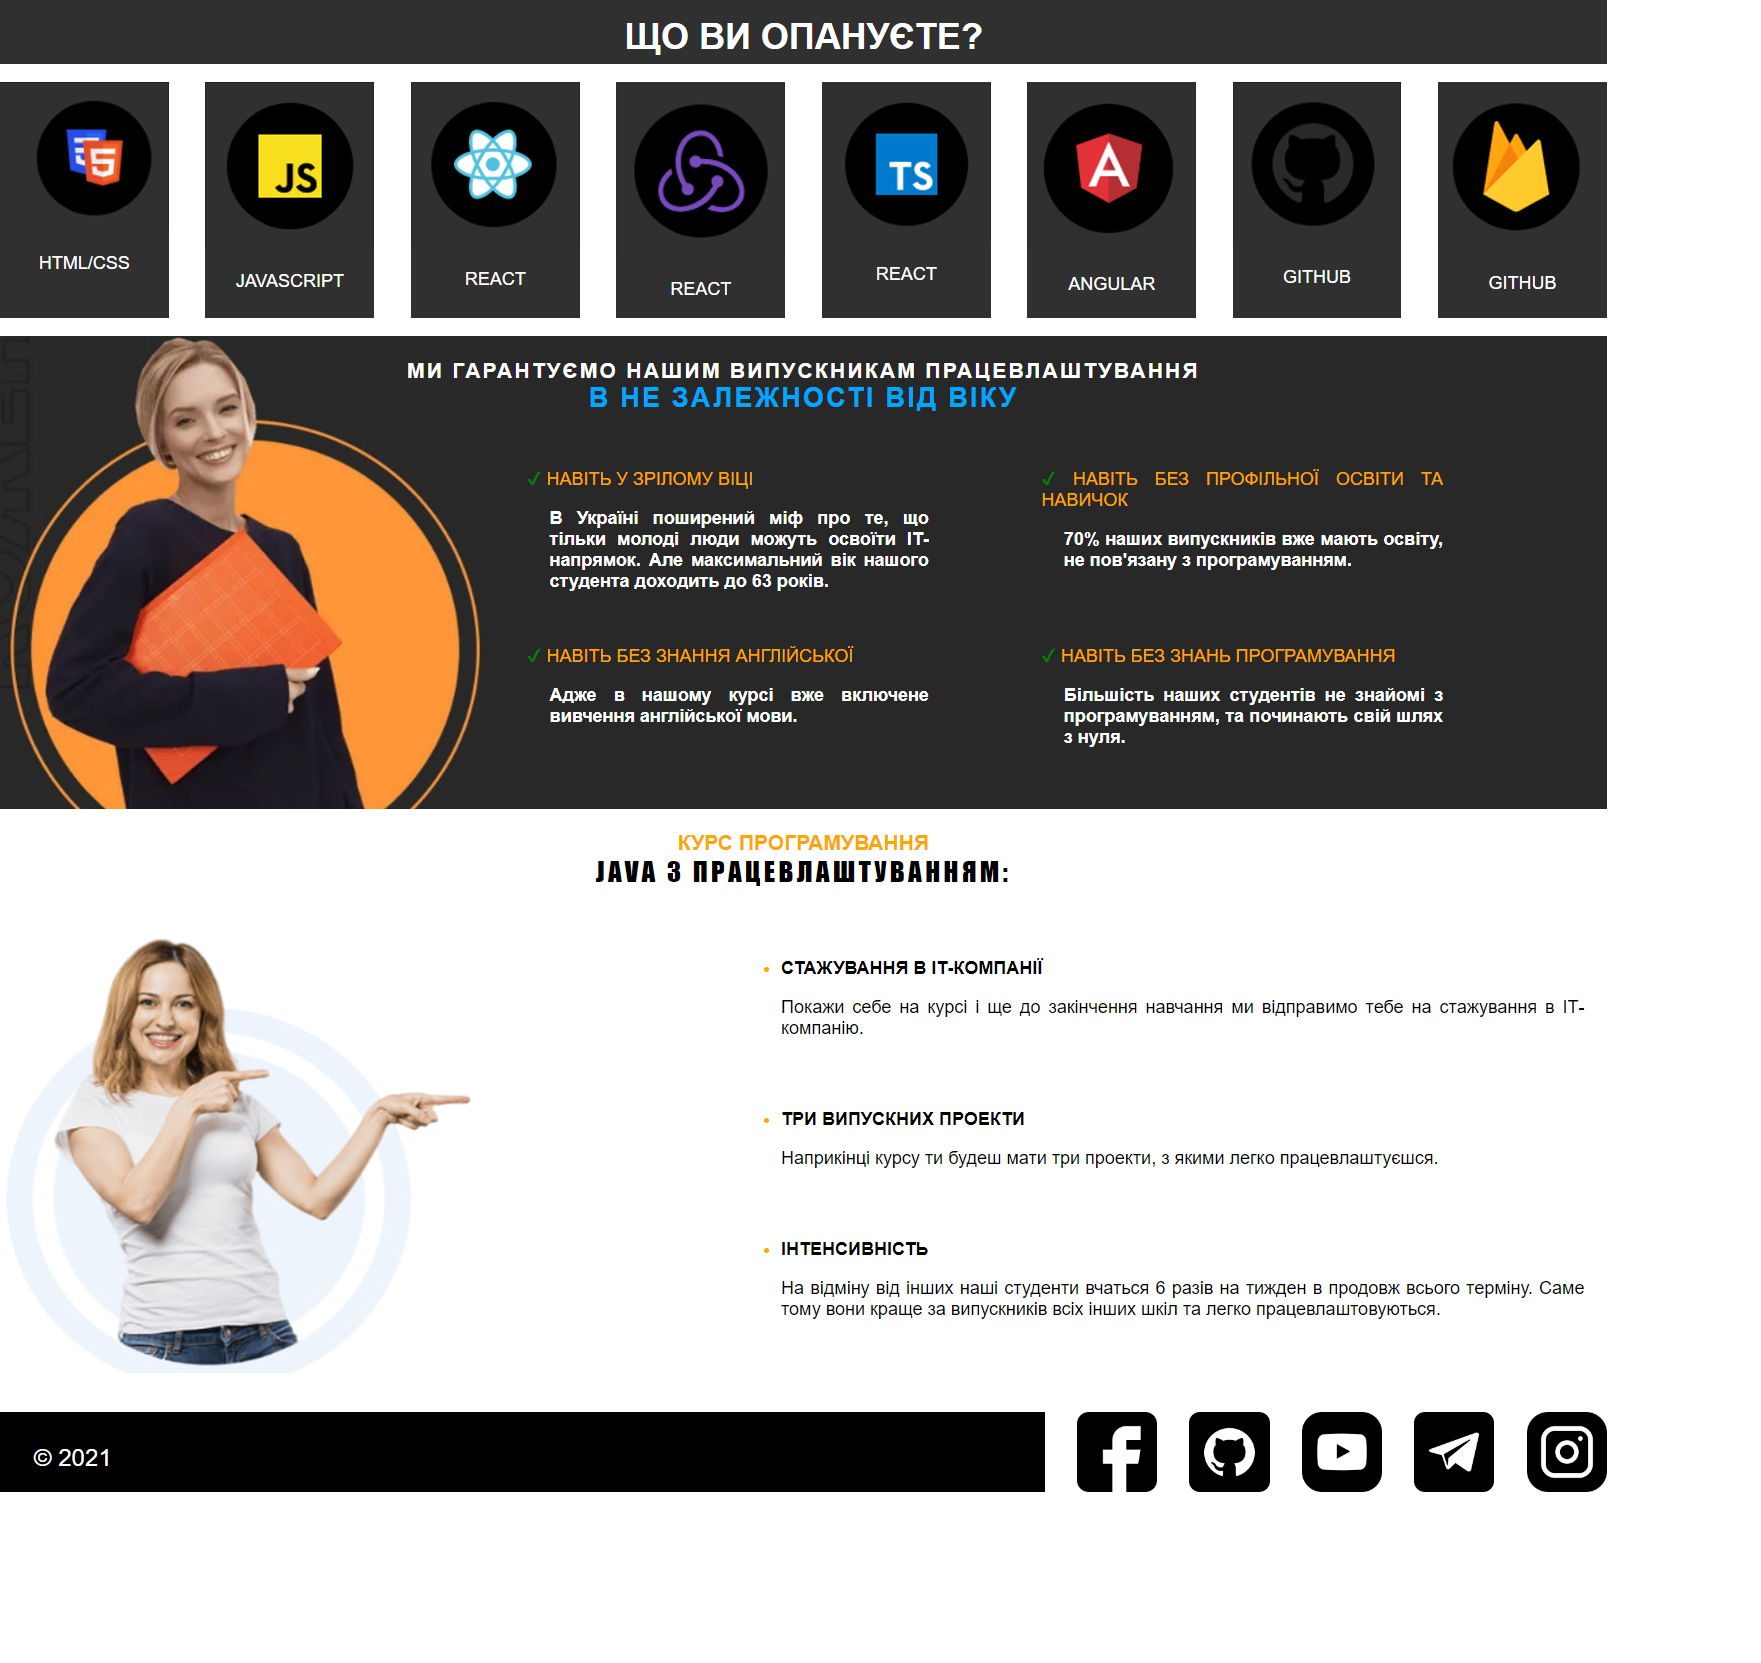 ЩО ВИ ОПАНУЄТЕ?
JS
TS
A
HTML/CSS
JAVASCRIPT
REACT
REACT
REACT
ANGULAR
GITHUB
GITHUB
МИ ГАРАНТУЄМО НАШИМ ВИПУСКНИКАМ ПРАЦЕВЛАШТУВАННЯ
В НЕ ЗАЛЕЖНОСТІ ВІД ВІКУ
✓ НАВІТЬ У ЗРІЛОМУ ВІЦІ
В Україні поширений міф про те, що
тільки молоді люди можуть освоїти ІТ-
напрямок. Але максимальний вік нашого
студента доходить до 63 років.
✓ НАВІТЬ БЕЗ ПРОФІЛЬНОЇ ОСВІТИ ТА
НАВИЧОК
70% наших випускників вже мають освіту,
не пов'язану з програмуванням.
✓ НАВІТЬ БЕЗ ЗНАННЯ АНГЛІЙСЬКОЇ
Адже в нашому курсі вже включене
вивчення англійської мови.
✓ НАВІТЬ БЕЗ ЗНАНЬ ПРОГРАМУВАННЯ
Більшість наших студентів не знайомі з
програмуванням, та починають свій шлях
з нуля.
КУРС ПРОГРАМУВАННЯ
JAVA З ПРАЦЕВЛАШТУВАННЯМ:
• СТАЖУВАННЯ В ІТ-КОМПАНІЇ
Покажи себе на курсі і ще до закінчення навчання ми відправимо тебе на стажування в ІТ-
компанію.
• ТРИ ВИПУСКНИХ ПРОЕКТИ
Наприкінці курсу ти будеш мати три проекти, з якими легко працевлаштуєшся.
• ІНТЕНСИВНІСТЬ
На відміну від інших наші студенти вчаться 6 разів на тижден в продовж всього терміну. Саме
тому вони краще за випускників всіх інших шкіл та легко працевлаштовуються.
© 2021